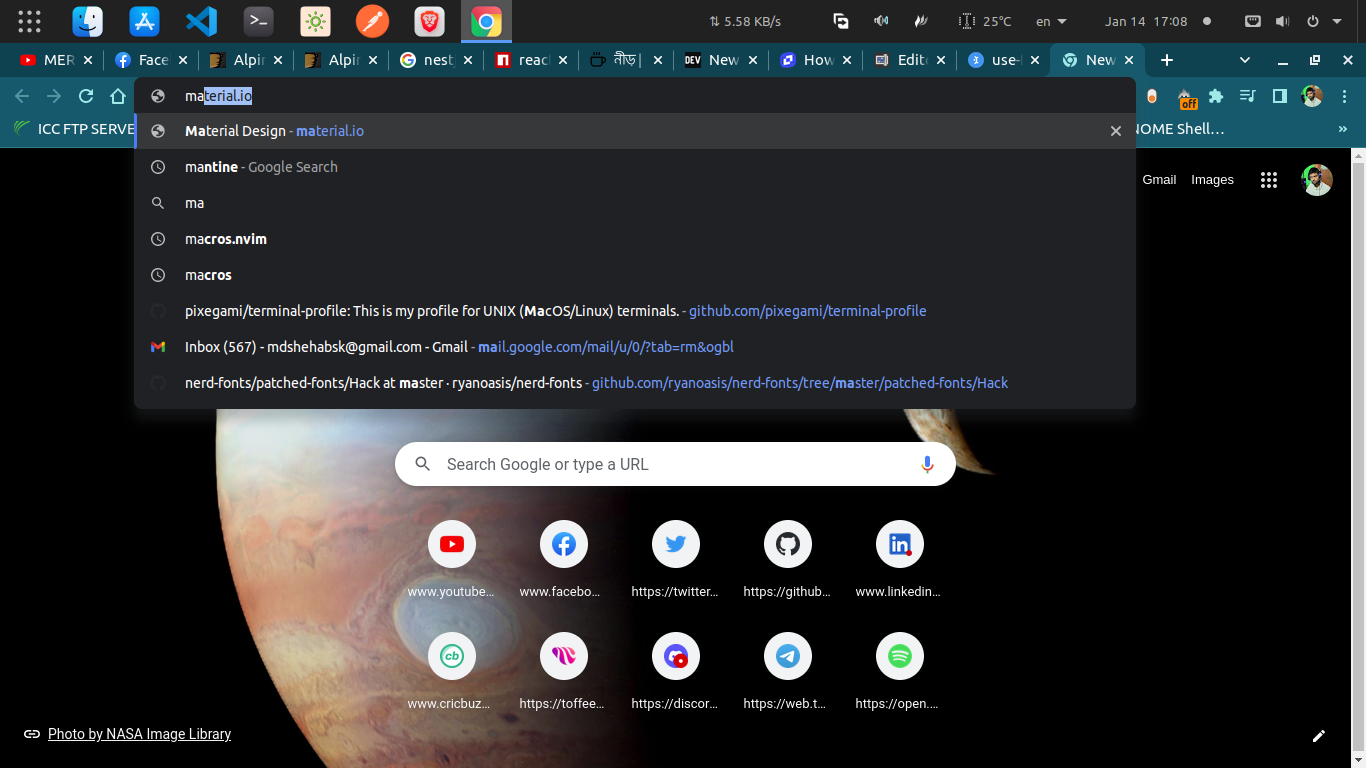 5.58 KB/s 25°C en Jan 14 17:08
MER Face Alpin Alpin nest reac নীড় | DEV New How Edit use- New
material.io
ICC FTP SERVE NOME Shell… »
off
Material Design - material.io
mantine - Google Search
ma
macros.nvim
macros
pixegami/terminal-profile: This is my profile for UNIX (MacOS/Linux) terminals. - github.com/pixegami/terminal-profile
Inbox (567) - mdshehabsk@gmail.com - Gmail - mail.google.com/mail/u/0/?tab=rm&ogbl
nerd-fonts/patched-fonts/Hack at master · ryanoasis/nerd-fonts - github.com/ryanoasis/nerd-fonts/tree/master/patched-fonts/Hack
Gmail Images
Search Google or type a URL
www.youtube... www.facebo... https://twitter... https://github... www.linkedin...
cb
www.cricbuz... https://toffee... https://discor... https://web.t... https://open....
Photo by NASA Image Library